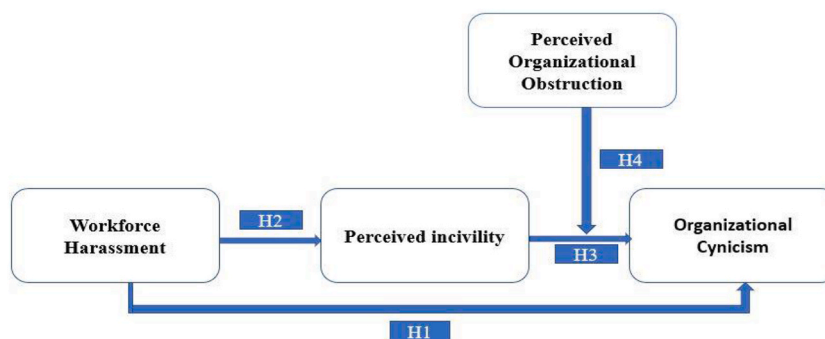 Perceived
Organizational
Obstruction
H4
Workforce
Harassment
H2
Perceived incivility
H3
Organizational
Cynicism
H1